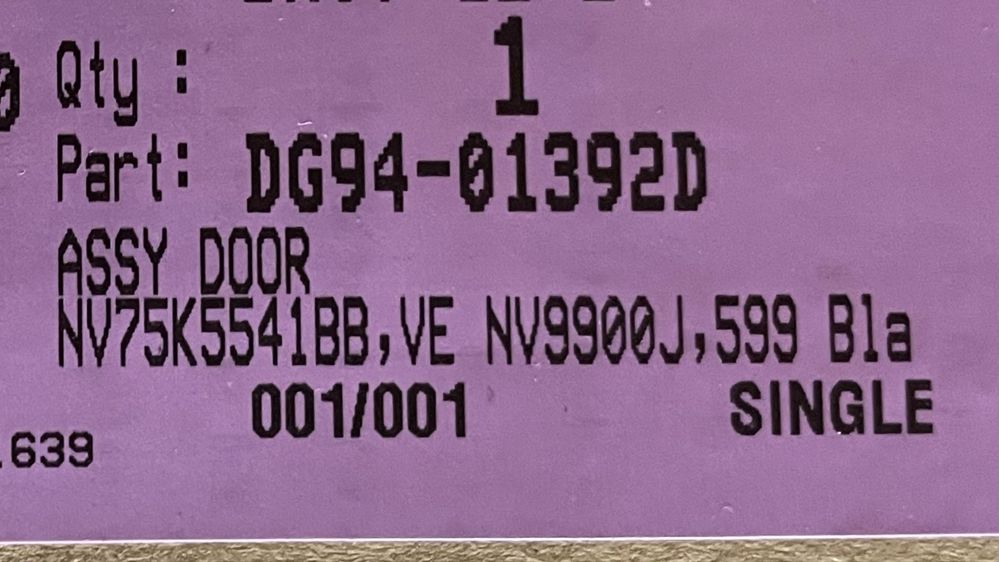 Qty : 1
Part: DG94-01392D
ASSY DOOR
NV75K5541BB,VE NV9900J,599 Bla
001/001 SINGLE
.639